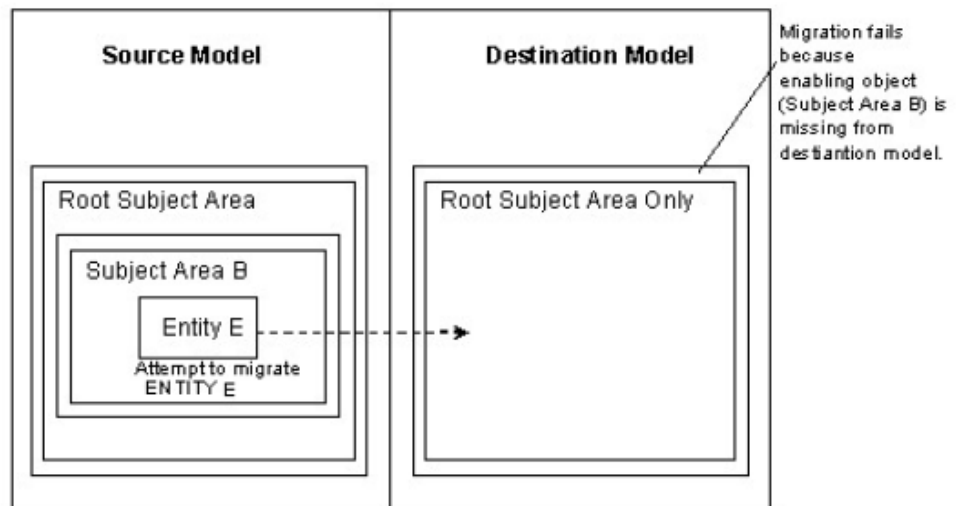 Source Model
Destination Model
Migration fails
because
enabling object
(Subject Area B) is
missing from
destiantion model.
Root Subject Area
Subject Area B
Entity E
Attempt to migrate
ENTITY E
Root Subject Area Only